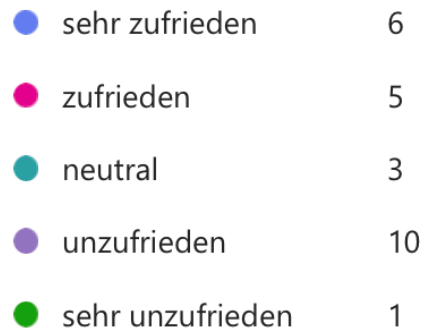 sehr zufrieden 6
zufrieden 5
neutral 3
unzufrieden 10
sehr unzufrieden 1